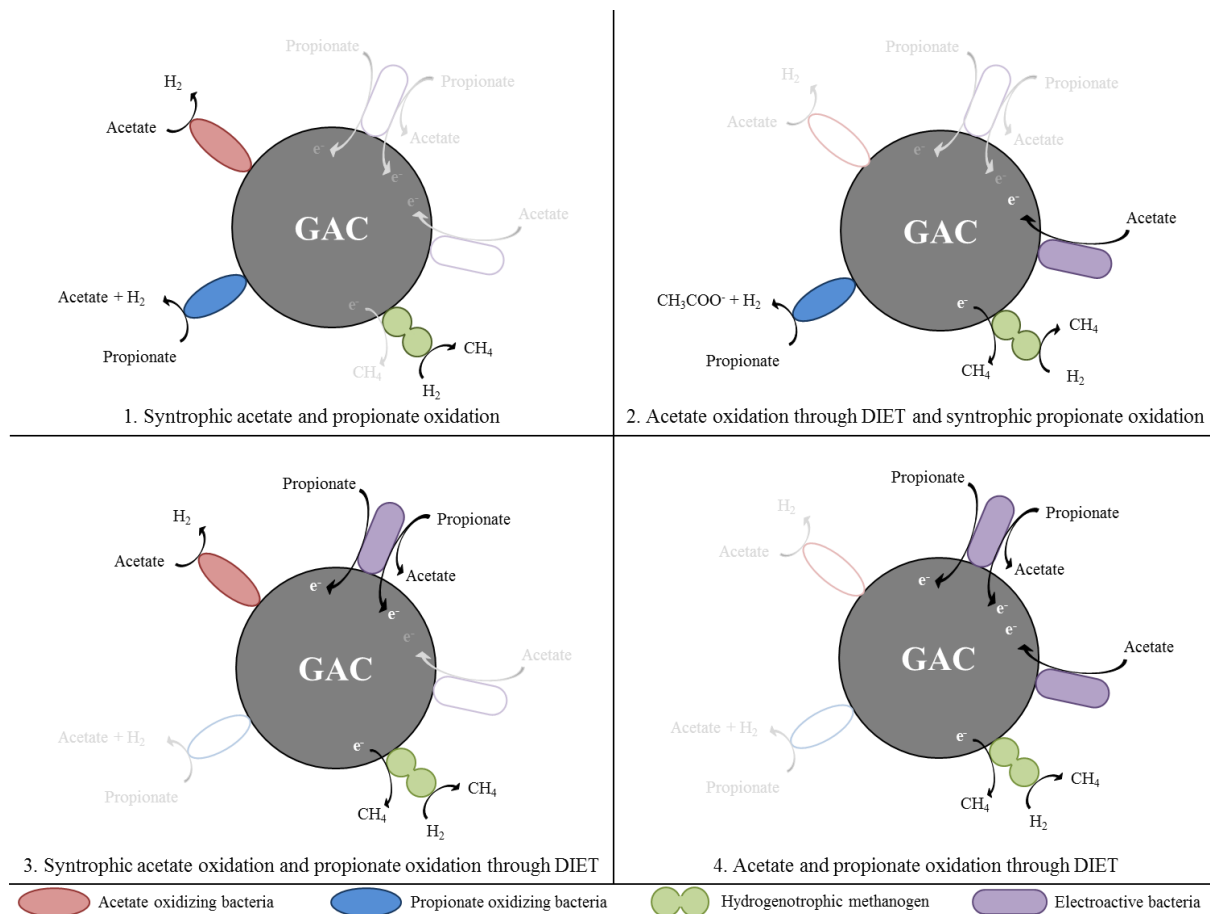 Propionate
H₂
Propionate
Acetate
Acetate
e⁻
e⁻
e⁻
Acetate
GAC
Acetate + H₂
e⁻
Propionate
CH₄
CH₄
H₂
1. Syntrophic acetate and propionate oxidation
Propionate
H₂
Propionate
Acetate
Acetate
e⁻
e⁻
e⁻
Acetate
GAC
CH₃COO⁻ + H₂
e⁻
CH₄
Propionate
CH₄
H₂
2. Acetate oxidation through DIET and syntrophic propionate oxidation
Propionate
H₂
Propionate
Acetate
Acetate
e⁻
e⁻
e⁻
Acetate
GAC
Acetate + H₂
e⁻
CH₄
Propionate
CH₄
H₂
3. Syntrophic acetate oxidation and propionate oxidation through DIET
Propionate
H₂
Propionate
Acetate
Acetate
e⁻
e⁻
e⁻
Acetate
GAC
Acetate + H₂
e⁻
CH₄
Propionate
CH₄
H₂
4. Acetate and propionate oxidation through DIET
Acetate oxidizing bacteria
Propionate oxidizing bacteria
Hydrogenotrophic methanogen
Electroactive bacteria